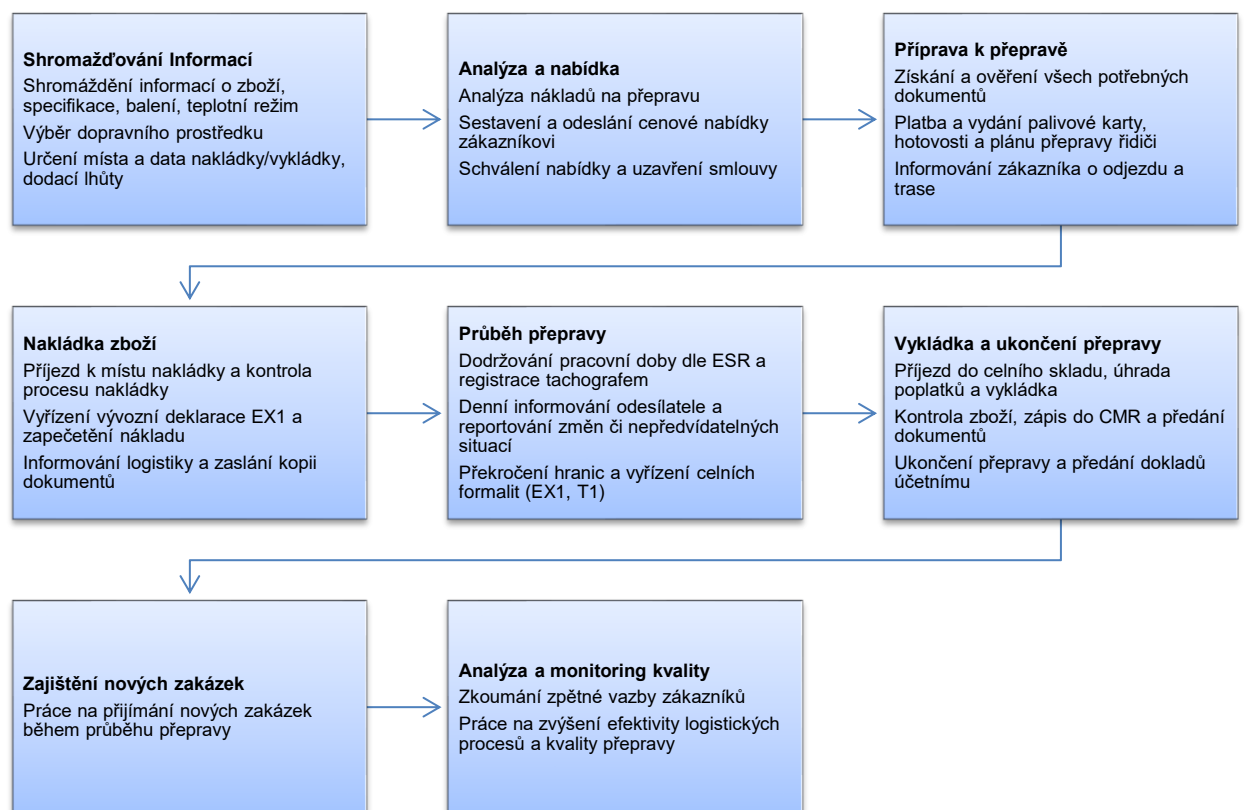 Shromažďování Informací
Shromáždění informací o zboží,
specifikace, balení, teplotní režim
Výběr dopravního prostředku
Určení místa a data nakládky/vykládky,
dodací lhůty
Analýza a nabídka
Analýza nákladů na přepravu
Sestavení a odeslání cenové nabídky
zákazníkovi
Schválení nabídky a uzavření smlouvy
Příprava k přepravě
Získání a ověření všech potřebných
dokumentů
Platba a vydání palivové karty,
hotovosti a plánu přepravy řidiči
Informování zákazníka o odjezdu a
trase
Nakládka zboží
Příjezd k místu nakládky a kontrola
procesu nakládky
Vyřízení vývozní deklarace EX1 a
zapečetění nákladu
Informování logistiky a zaslání kopii
dokumentů
Průběh přepravy
Dodržování pracovní doby dle ESR a
registrace tachografem
Denní informování odesílatele a
reportování změn či nepředvídatelných
situací
Překročení hranic a vyřízení celních
formalit (EX1, T1)
Vykládka a ukončení přepravy
Příjezd do celního skladu, úhrada
poplatků a vykládka
Kontrola zboží, zápis do CMR a předání
dokumentů
Ukončení přepravy a předání dokladů
účetnímu
Zajištění nových zakázek
Práce na přijímání nových zakázek
během průběhu přepravy
Analýza a monitoring kvality
Zkoumání zpětné vazby zákazníků
Práce na zvýšení efektivity logistických
procesů a kvality přepravy